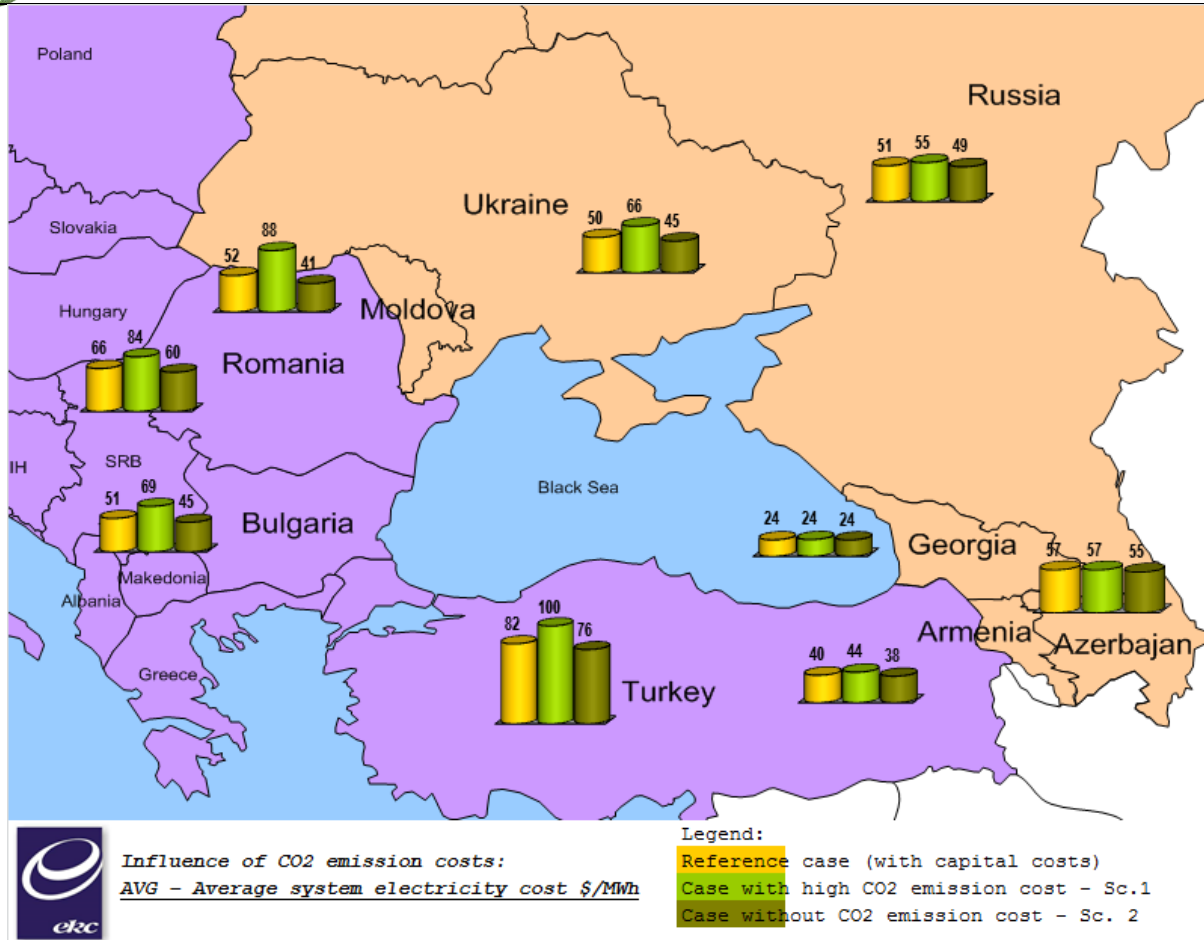 Poland
Russia
51 55 49
Slovakia
Ukraine
50 66 45
52 88 41
Hungary
Moldova
66 84 60
Romania
IH
SRB
Black Sea
51 69 45
Bulgaria
24 24 24
Georgia
57 57 55
Makedonia
Albania
82 100 76
Armenia
Azerbajan
40 44 38
Greece
Turkey
Legend:
Influence of CO2 emission costs:
AVG - Average system electricity cost $/MWh
Reference case (with capital costs)
Case with high CO2 emission cost - Sc.1
Case without CO2 emission cost - Sc. 2
ekc